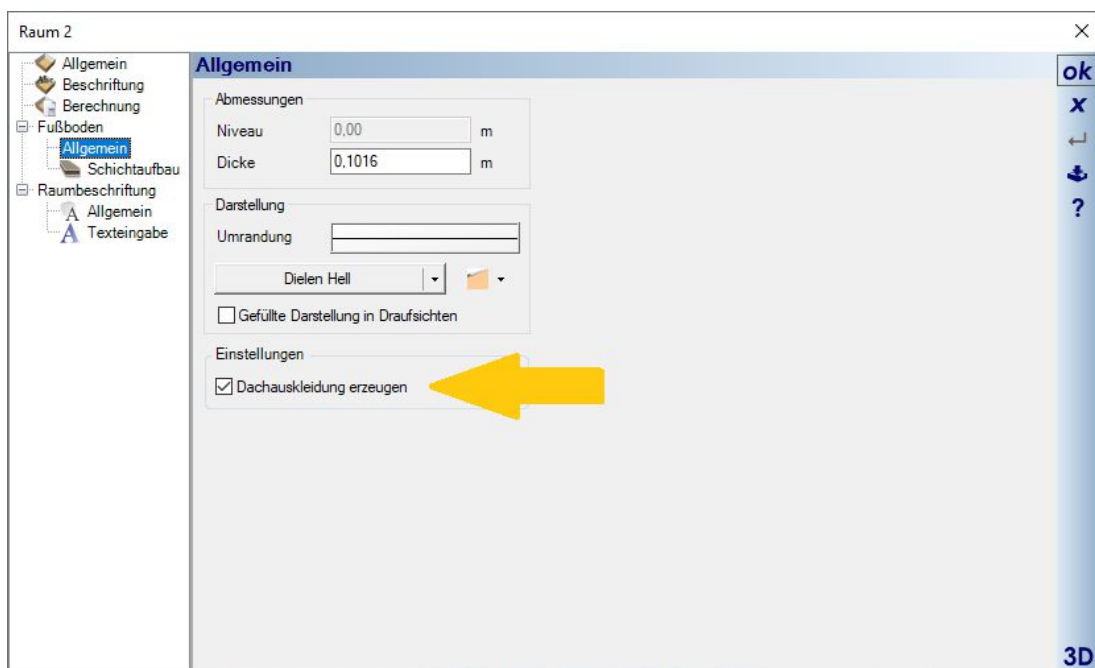 Raum 2
Allgemein
Beschriftung
Berechnung
Fußboden
Allgemein
Schichtaufbau
Raumbeschriftung
Allgemein
Texteingabe
Allgemein
Abmessungen
Niveau 0,00 m
Dicke 0,1016 m
Darstellung
Umrandung
Dielen Hell
Gefüllte Darstellung in Draufsichten
Einstellungen
Dachauskleidung erzeugen
ok
x
?
3D